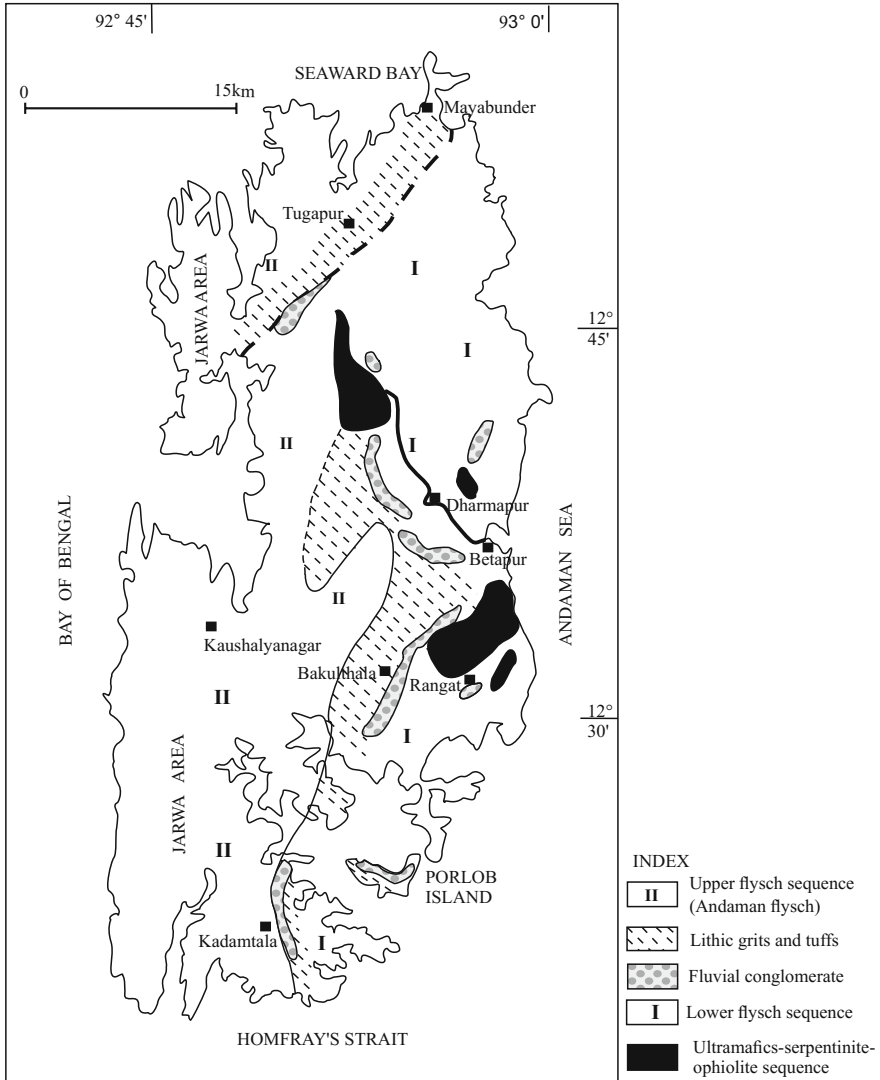 92° 45'
93° 0'
SEAWARD BAY
0 15km
Mayabunder
Tugapur
II
I
JARWA AREA
12°
45'
I
II
I
Dharmapur
BAY OF BENGAL
ANDAMAN SEA
Betapur
II
Kaushalyanagar
Bakulthala
Rangat
II
12°
30'
I
JARWA AREA
II
PORLOB
ISLAND
Kadamtala
I
HOMFRAY'S STRAIT
INDEX
II Upper flysch sequence
(Andaman flysch)
Lithic grits and tuffs
Fluvial conglomerate
I Lower flysch sequence
Ultramafics-serpentinite-
ophiolite sequence